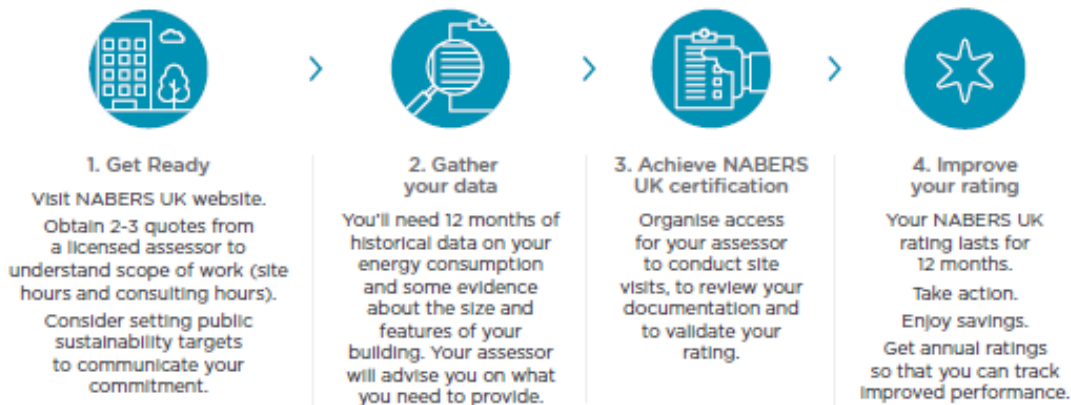 1. Get Ready
Visit NABERS UK website.
Obtain 2-3 quotes from
a licensed assessor to
understand scope of work (site
hours and consulting hours).
Consider setting public
sustainability targets
to communicate your
commitment.
2. Gather
your data
You'll need 12 months of
historical data on your
energy consumption
and some evidence
about the size and
features of your
building. Your assessor
will advise you on what
you need to provide.
3. Achieve NABERS
UK certification
Organise access
for your assessor
to conduct site
visits, to review your
documentation and
to validate your
rating.
4. Improve
your rating
Your NABERS UK
rating lasts for
12 months.
Take action.
Enjoy savings.
Get annual ratings
so that you can track
improved performance.